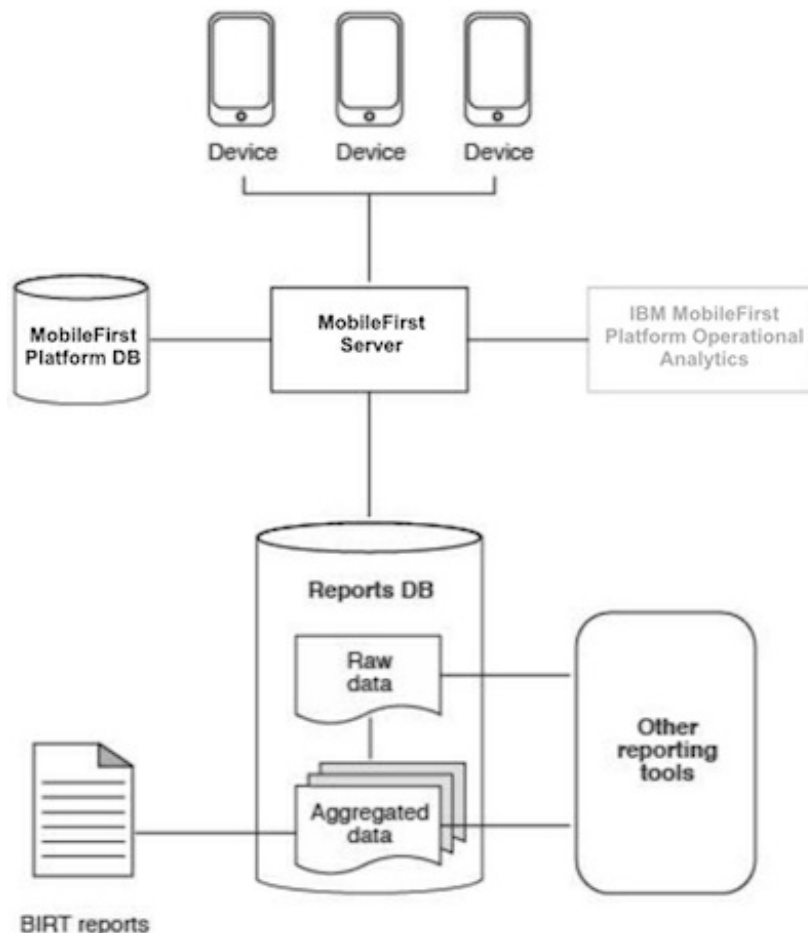 Device
Device
Device
MobileFirst
Platform DB
MobileFirst
Server
IBM MobileFirst
Platform Operational
Analytics
Reports DB
Raw
data
Other
reporting
tools
Aggregated
data
BIRT reports